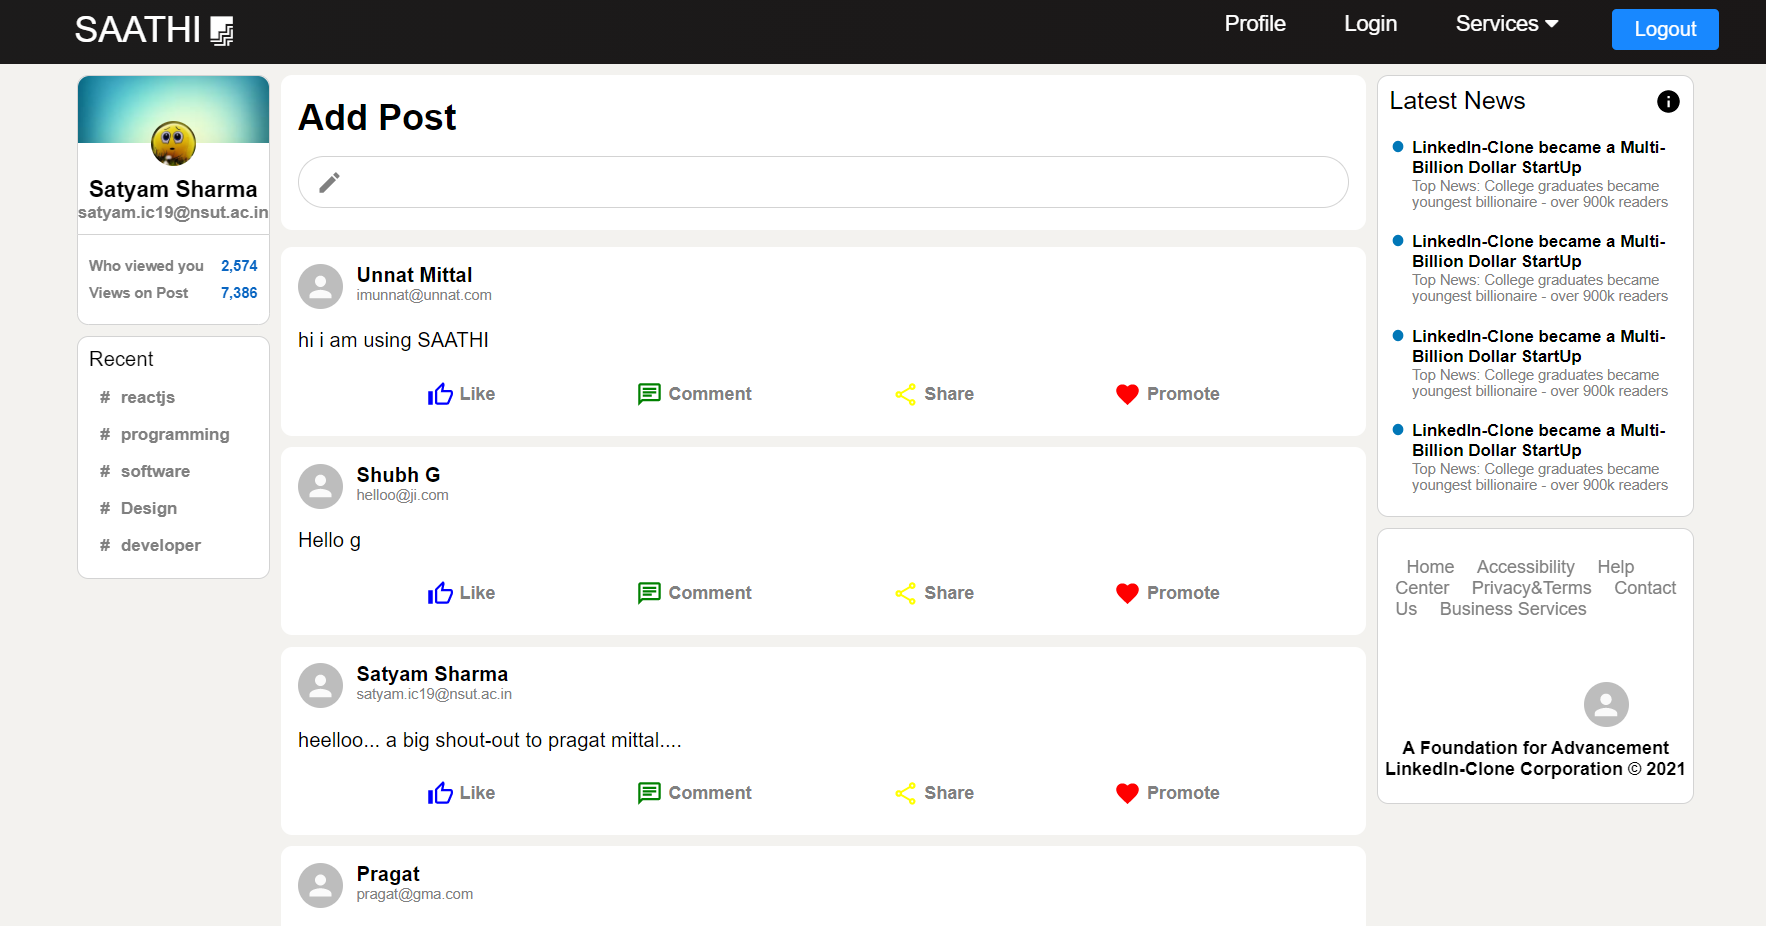 SAATHI
Profile
Login
Services
Logout
Satyam Sharma
satyam.ic19@nsut.ac.in
Who viewed you 2,574
Views on Post 7,386
Recent
# reactjs
# programming
# software
# Design
# developer
Add Post
Unnat Mittal
imunnat@unnat.com
hi i am using SAATHI
Like Comment Share Promote
Shubh G
helloo@ji.com
Hello g
Like Comment Share Promote
Satyam Sharma
satyam.ic19@nsut.ac.in
heelloo... a big shout-out to pragat mittal....
Like Comment Share Promote
Pragat
pragat@gma.com
Latest News
LinkedIn-Clone became a Multi-
Billion Dollar StartUp
Top News: College graduates became
youngest billionaire - over 900k readers
LinkedIn-Clone became a Multi-
Billion Dollar StartUp
Top News: College graduates became
youngest billionaire - over 900k readers
LinkedIn-Clone became a Multi-
Billion Dollar StartUp
Top News: College graduates became
youngest billionaire - over 900k readers
LinkedIn-Clone became a Multi-
Billion Dollar StartUp
Top News: College graduates became
youngest billionaire - over 900k readers
Home Accessibility Help
Center Privacy&Terms Contact
Us Business Services
A Foundation for Advancement
LinkedIn-Clone Corporation © 2021